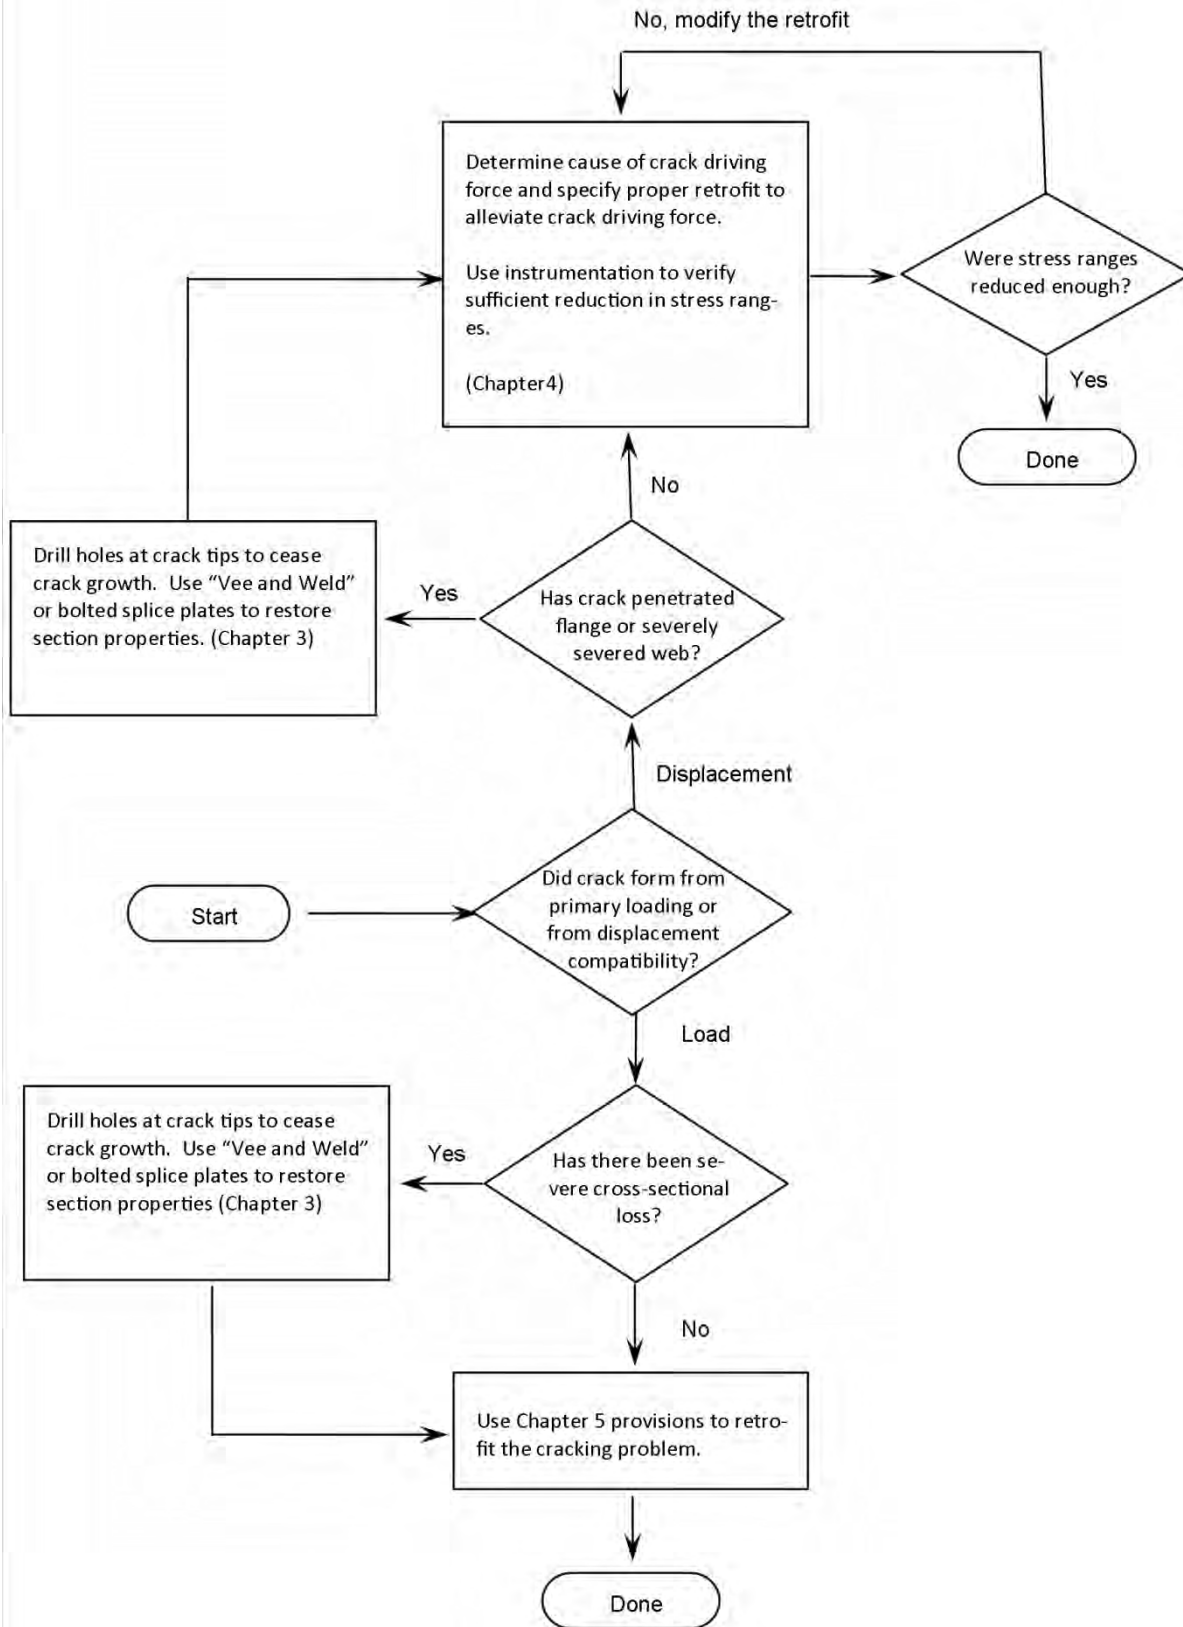 No, modify the retrofit
Determine cause of crack driving
force and specify proper retrofit to
alleviate crack driving force.
Use instrumentation to verify
sufficient reduction in stress rang-
es.
(Chapter4)
Were stress ranges
reduced enough?
Yes
Done
No
Drill holes at crack tips to cease
crack growth. Use “Vee and Weld”
or bolted splice plates to restore
section properties. (Chapter 3)
Yes
Has crack penetrated
flange or severely
severed web?
Displacement
Start
Did crack form from
primary loading or
from displacement
compatibility?
Load
Drill holes at crack tips to cease
crack growth. Use “Vee and Weld”
or bolted splice plates to restore
section properties (Chapter 3)
Yes
Has there been se-
vere cross-sectional
loss?
No
Use Chapter 5 provisions to retro-
fit the cracking problem.
Done